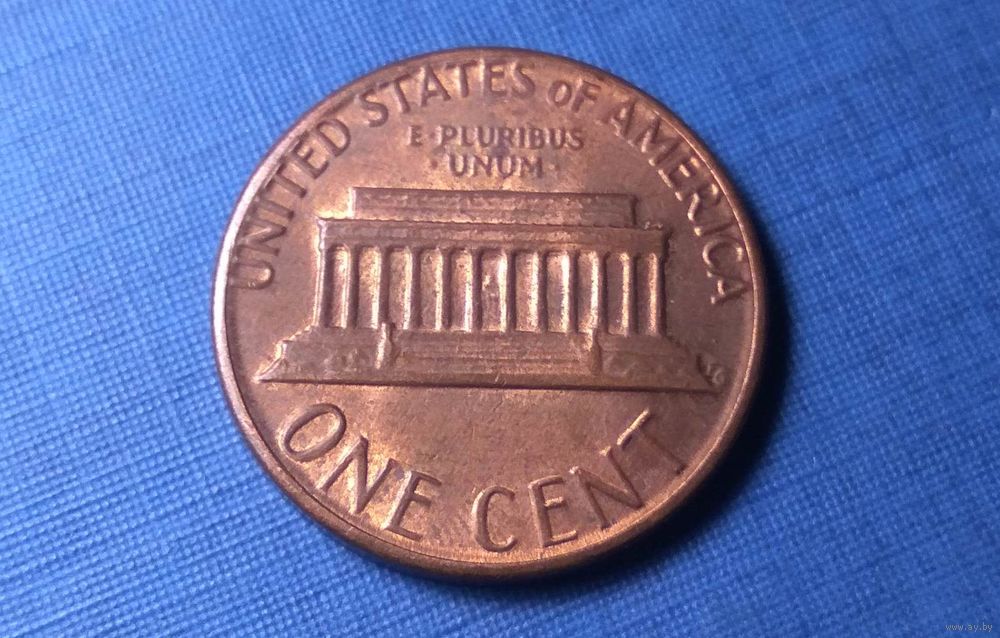 UNITED STATES OF AMERICA
E·PLURIBUS
·UNUM·
ONE CENT
www.ay.by